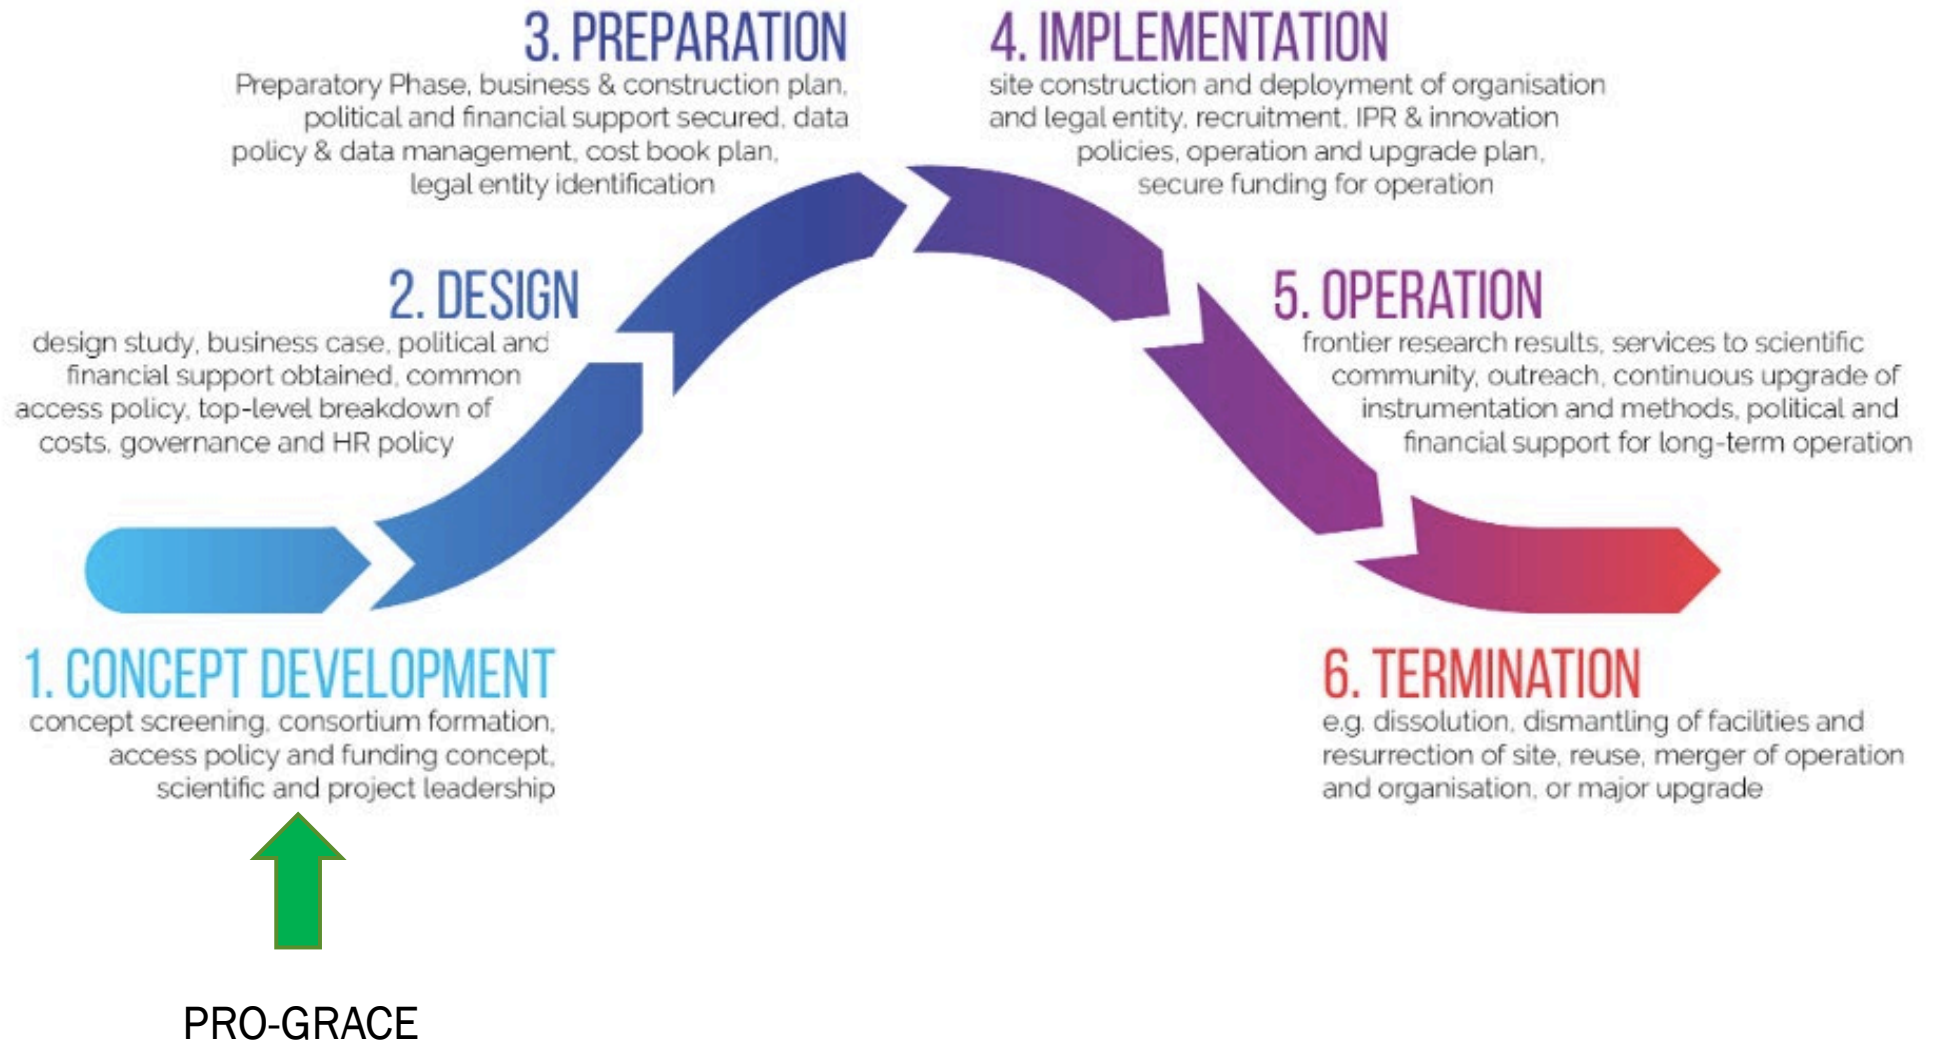 3. PREPARATION
Preparatory Phase, business & construction plan,
political and financial support secured, data
policy & data management, cost book plan,
legal entity identification
4. IMPLEMENTATION
site construction and deployment of organisation
and legal entity, recruitment, IPR & innovation
policies, operation and upgrade plan,
secure funding for operation
2. DESIGN
design study, business case, political and
financial support obtained, common
access policy, top-level breakdown of
costs. governance and HR policy
5. OPERATION
frontier research results, services to scientific
community, outreach, continuous upgrade of
instrumentation and methods, political and
financial support for long-term operation
1. CONCEPT DEVELOPMENT
concept screening, consortium formation,
access policy and funding concept,
scientific and project leadership
6. TERMINATION
e.g. dissolution, dismantling of facilities and
resurrection of site, reuse, merger of operation
and organisation, or major upgrade
PRO-GRACE